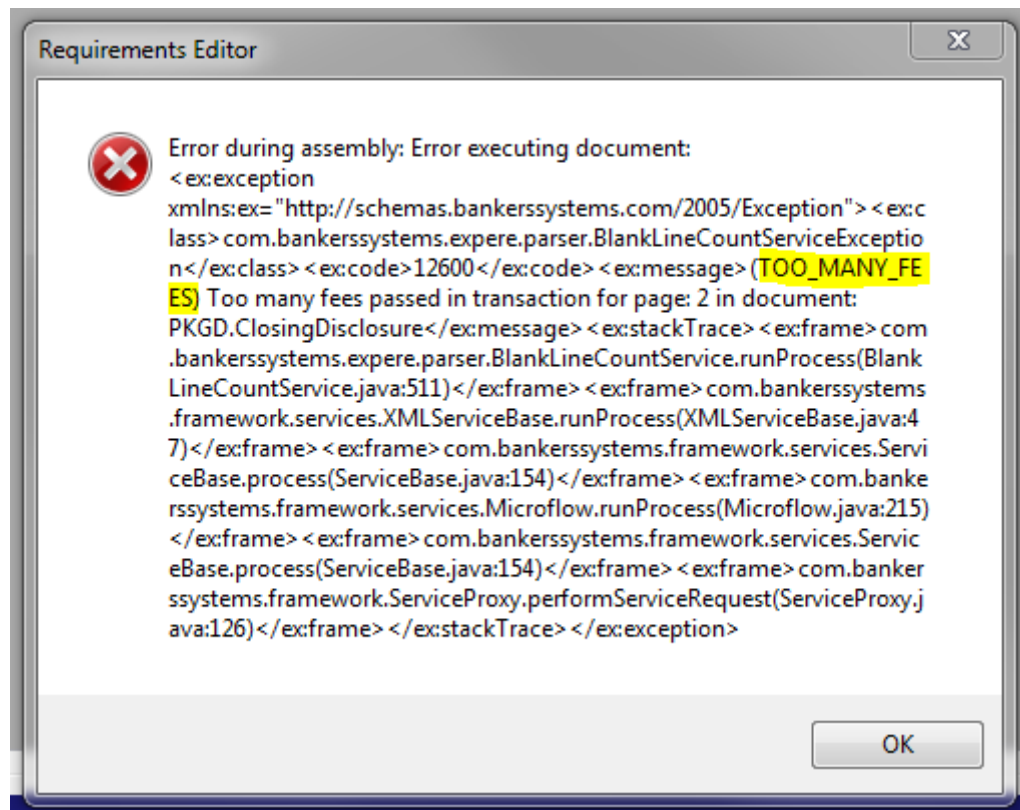 Requirements Editor
Error during assembly: Error executing document:
<ex:exception
xmlns:ex="http://schemas.bankerssystems.com/2005/Exception"><ex:c
lass>com.bankerssystems.expere.parser.BlankLineCountServiceExceptio
n</ex:class><ex:code>12600</ex:code><ex:message>(TOO_MANY_FE
ES) Too many fees passed in transaction for page: 2 in document:
PKGD.ClosingDisclosure</ex:message><ex:stackTrace><ex:frame>com
.bankerssystems.expere.parser.BlankLineCountService.runProcess(Blank
LineCountService.java:511)</ex:frame><ex:frame>com.bankerssystems
.framework.services.XMLServiceBase.runProcess(XMLServiceBase.java:4
7)</ex:frame><ex:frame>com.bankerssystems.framework.services.Servi
ceBase.process(ServiceBase.java:154)</ex:frame><ex:frame>com.banke
rssystems.framework.services.Microflow.runProcess(Microflow.java:215)
</ex:frame><ex:frame>com.bankerssystems.framework.services.Servic
eBase.process(ServiceBase.java:154)</ex:frame><ex:frame>com.banker
ssystems.framework.ServiceProxy.performServiceRequest(ServiceProxy.j
ava:126)</ex:frame></ex:stackTrace></ex:exception>
OK